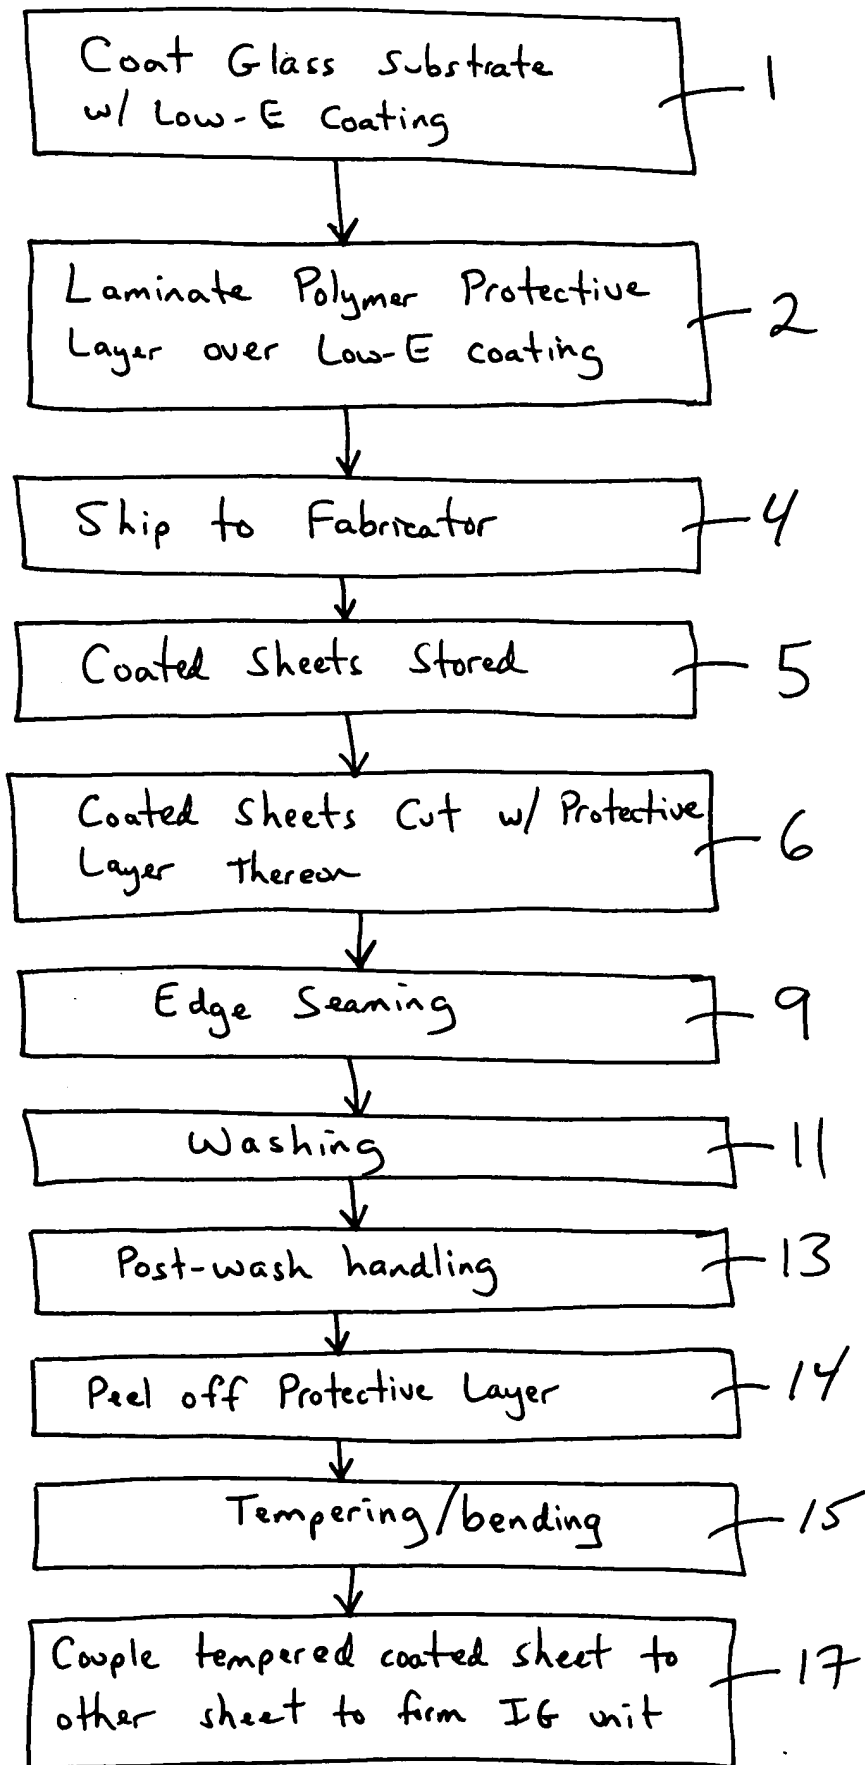 Coat Glass Substrate
w/ Low-E Coating
1
Laminate Polymer Protective
Layer over Low-E coating
2
Ship to Fabricator
4
Coated Sheets Stored
5
Coated Sheets Cut w/ Protective
Layer Thereon
6
Edge Seaming
9
Washing
11
Post-wash handling
13
Peel off Protective Layer
14
Tempering/bending
15
Couple tempered coated sheet to
other sheet to form IG unit
17